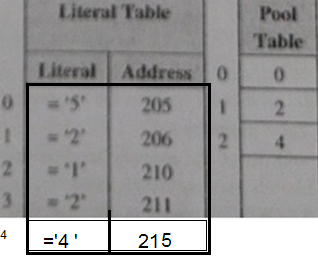 Literal Table Pool
Table
Literal Address 0 0
0 ='5' 205 1 2
1 ='2' 206 2 4
2 ='1' 210
3 ='2' 211
4 ='4 ' 215